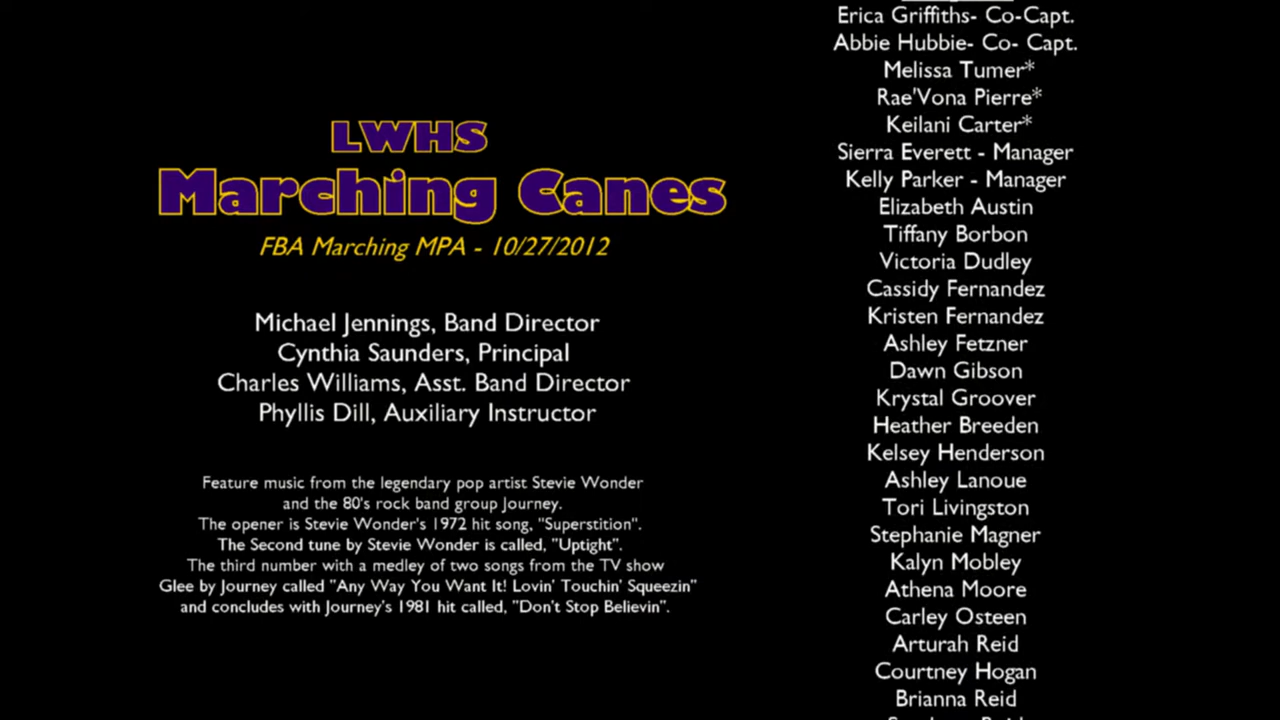 LWHS
Marching Canes
FBA Marching MPA - 10/27/2012
Michael Jennings, Band Director
Cynthia Saunders, Principal
Charles Williams, Asst. Band Director
Phyllis Dill, Auxiliary Instructor
Feature music from the legendary pop artist Stevie Wonder
and the 80's rock band group Journey.
The opener is Stevie Wonder's 1972 hit song, "Superstition".
The Second tune by Stevie Wonder is called, "Uptight".
The third number with a medley of two songs from the TV show
Glee by Journey called "Any Way You Want It! Lovin' Touchin' Squeezin"
and concludes with Journey's 1981 hit called, "Don't Stop Believin".
Erica Griffiths- Co-Capt.
Abbie Hubbie- Co- Capt.
Melissa Tumer*
Rae'Vona Pierre*
Keilani Carter*
Sierra Everett - Manager
Kelly Parker - Manager
Elizabeth Austin
Tiffany Borbon
Victoria Dudley
Cassidy Fernandez
Kristen Fernandez
Ashley Fetzner
Dawn Gibson
Krystal Groover
Heather Breeden
Kelsey Henderson
Ashley Lanoue
Tori Livingston
Stephanie Magner
Kalyn Mobley
Athena Moore
Carley Osteen
Arturah Reid
Courtney Hogan
Brianna Reid